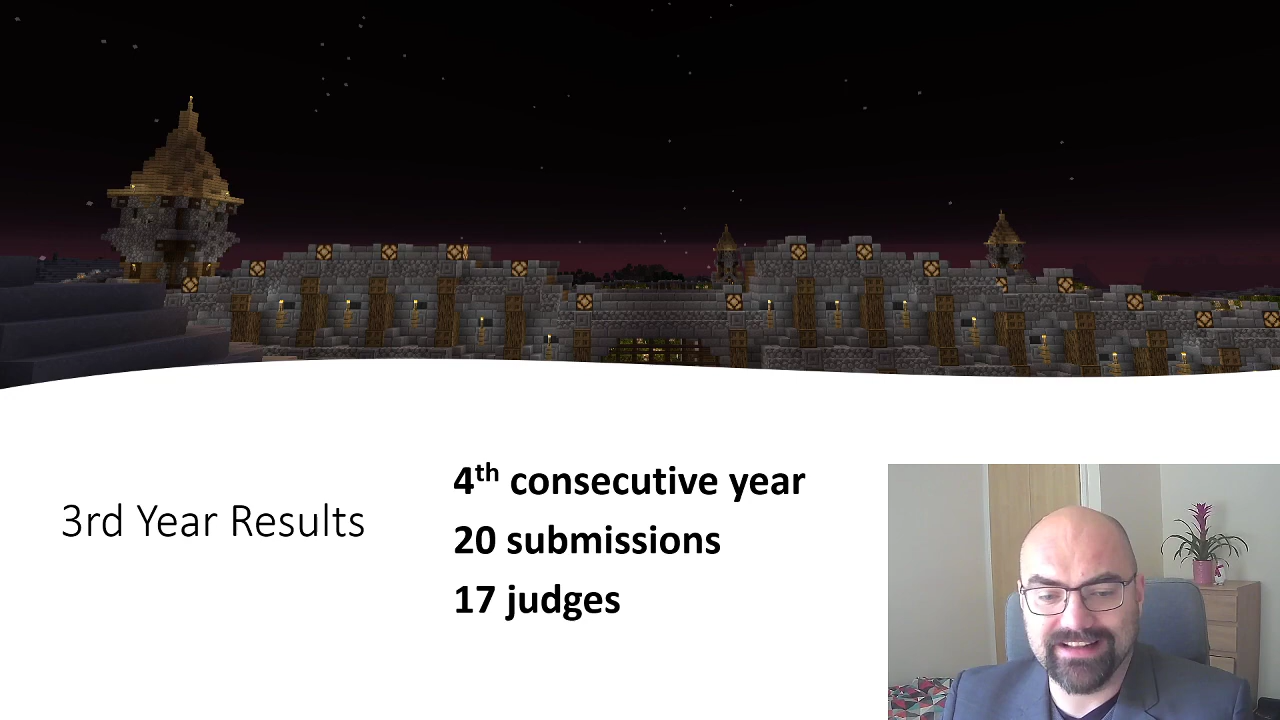 3rd Year Results
4th consecutive year
20 submissions
17 judges